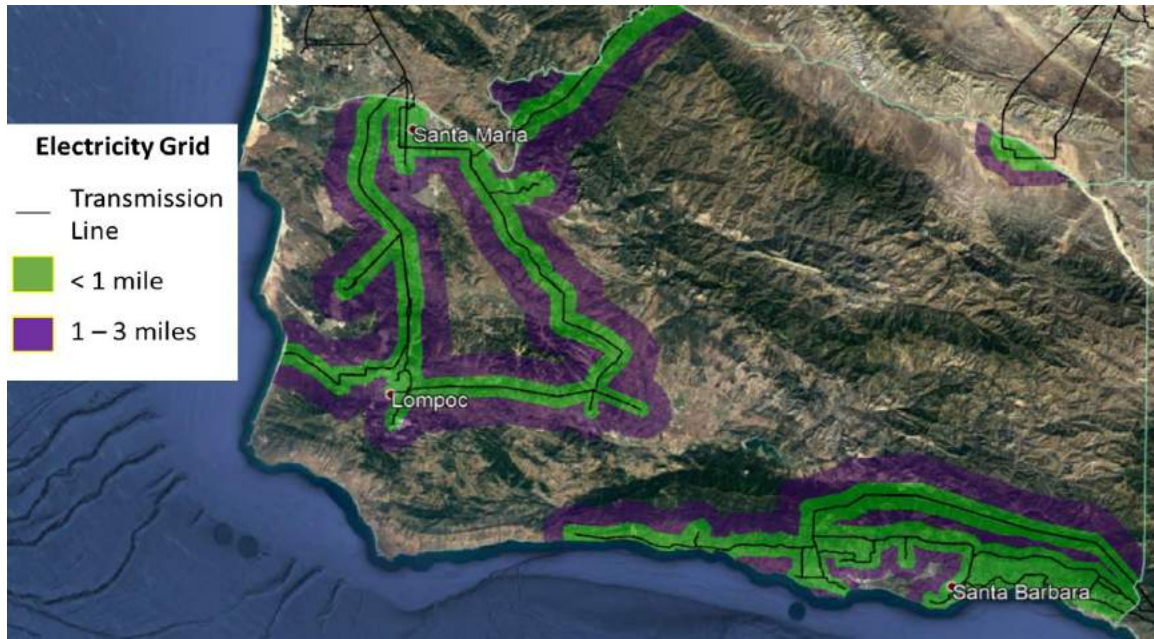 Electricity Grid
Transmission
Line
< 1 mile
1 – 3 miles
Santa Maria
Lompoc
Santa Barbara